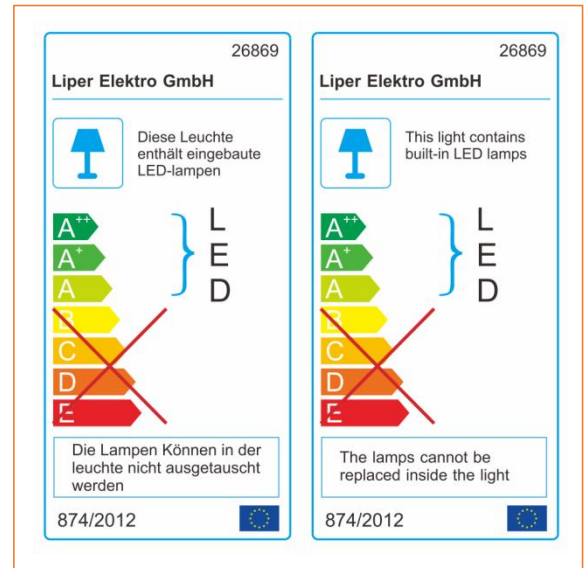 26869
Liper Elektro GmbH
Diese Leuchte
enthält eingebaute
LED-lampen
A++
A+
A
B
C
D
E
L
E
D
Die Lampen Können in der
leuchte nicht ausgetauscht
werden
874/2012
26869
Liper Elektro GmbH
This light contains
built-in LED lamps
A++
A+
A
B
C
D
E
L
E
D
The lamps cannot be
replaced inside the light
874/2012